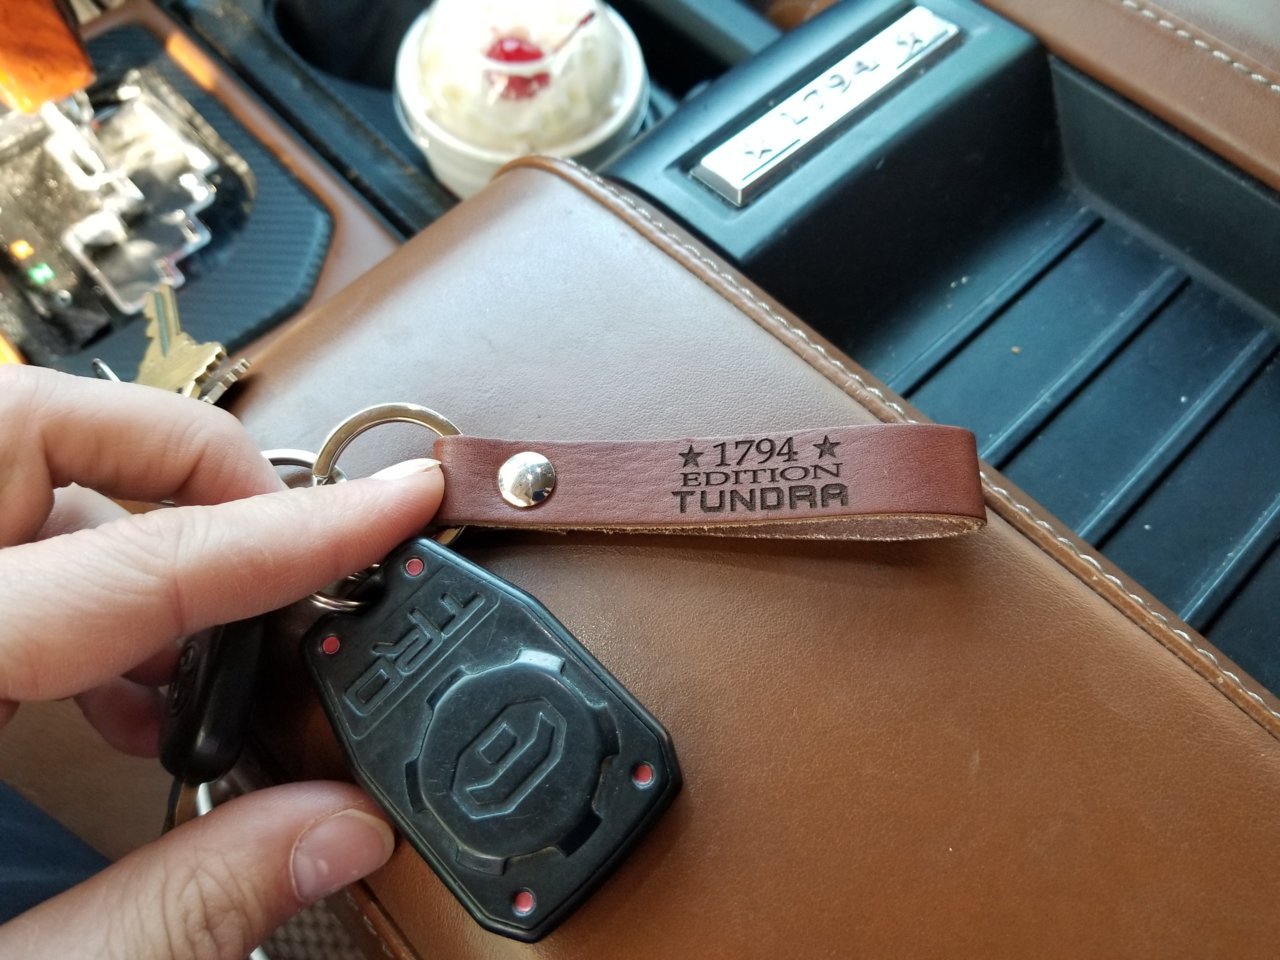 ★ 1794 ★
★ 1794 ★
EDITION
TUNDRA
TRD